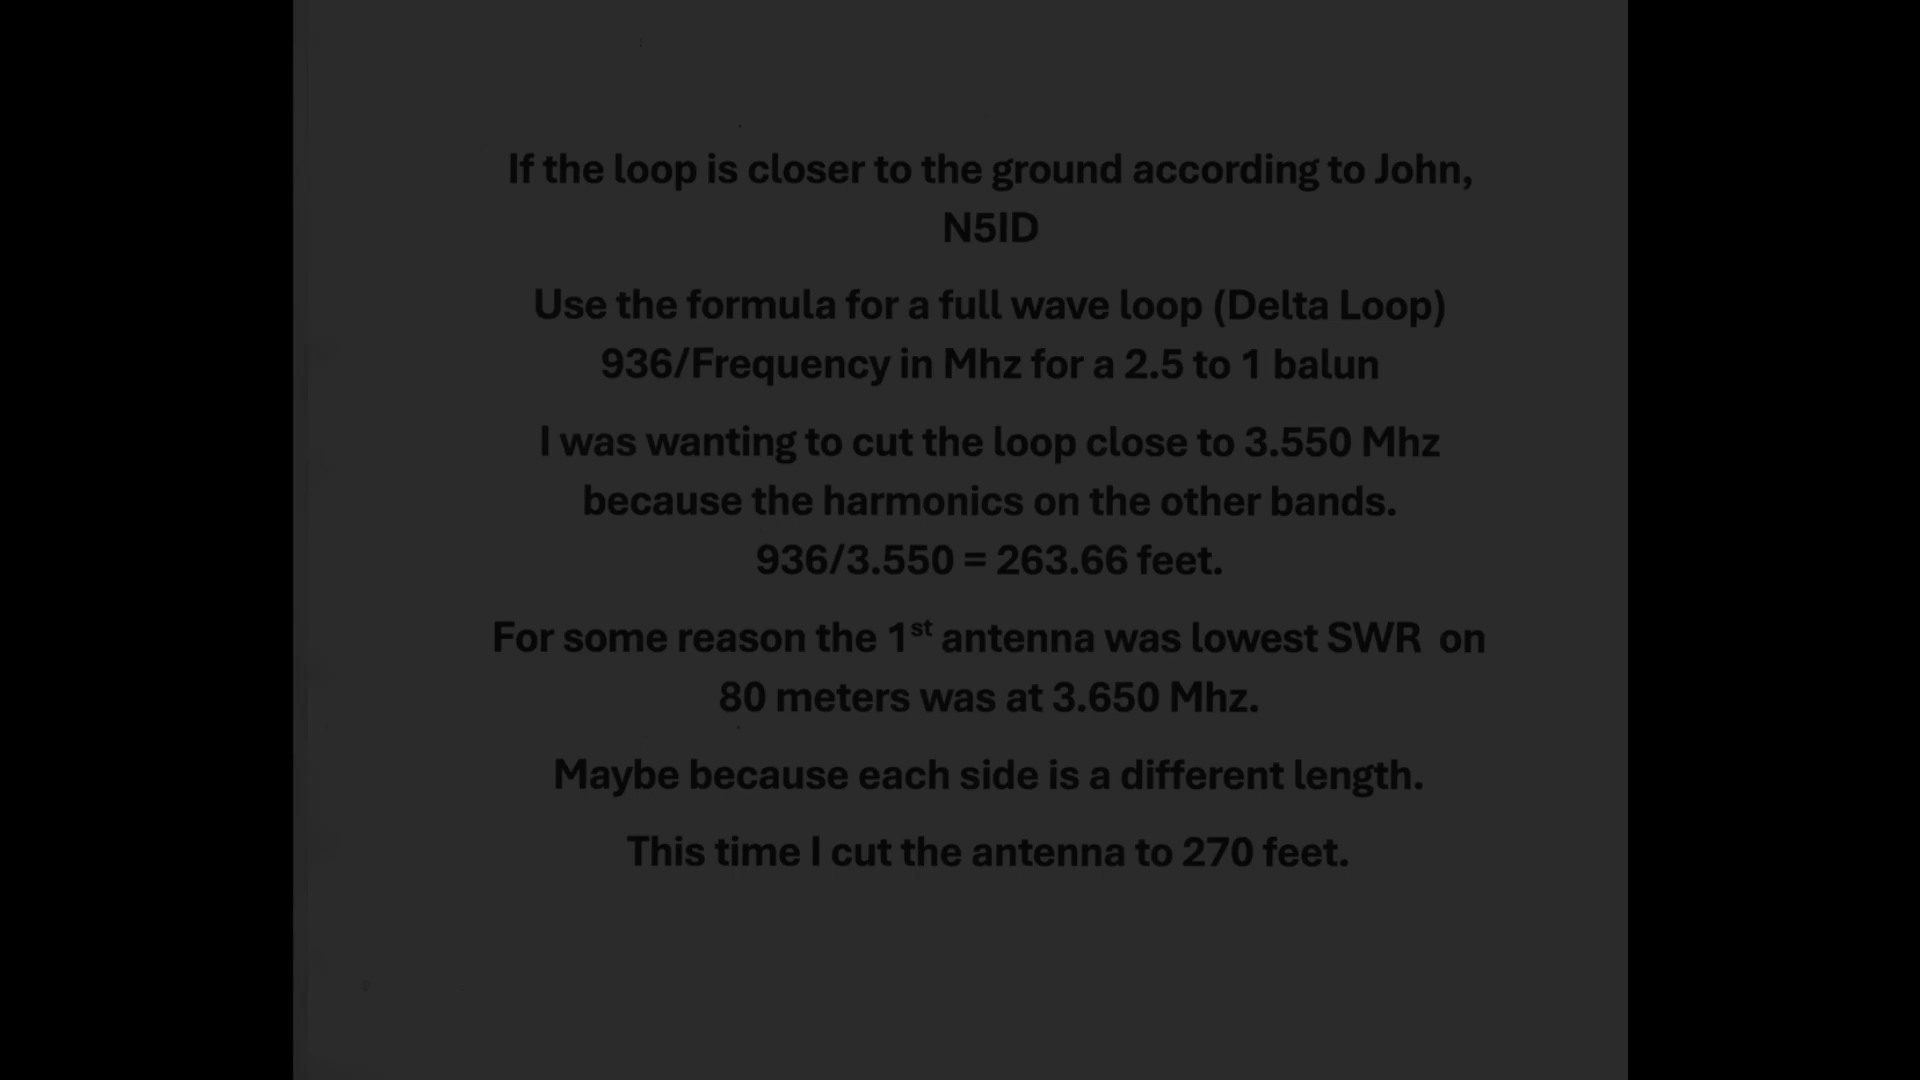 If the loop is closer to the ground according to John,
N5ID
Use the formula for a full wave loop (Delta Loop)
936/Frequency in Mhz for a 2.5 to 1 balun
I was wanting to cut the loop close to 3.550 Mhz
because the harmonics on the other bands.
936/3.550 = 263.66 feet.
For some reason the 1st antenna was lowest SWR on
80 meters was at 3.650 Mhz.
Maybe because each side is a different length.
This time I cut the antenna to 270 feet.